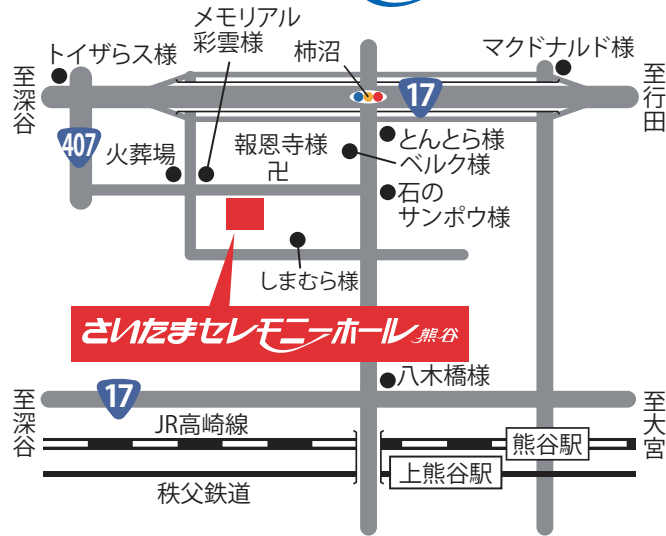 メモリアル
彩雲様
トイザらス様
柿沼
マクドナルド様
至深谷
17
至行田
407
火葬場
報恩寺様
卍
とんとら様
ベルク様
石の
サンポウ様
しまむら様
さいたまセレモニーホール 熊谷
八木橋様
至深谷
17
至大宮
JR高崎線
熊谷駅
上熊谷駅
秩父鉄道